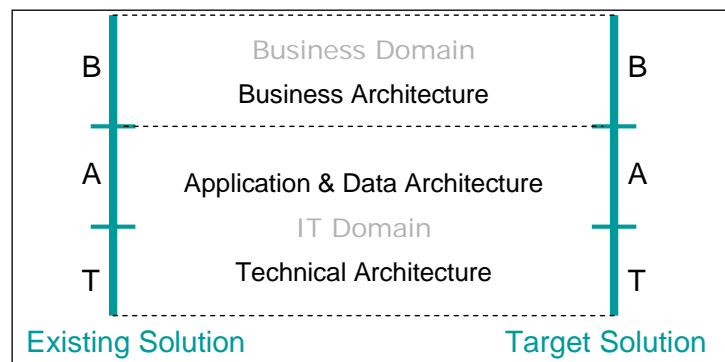 Business Domain
B B
Business Architecture
A A
Application & Data Architecture
IT Domain
Technical Architecture
T T
Existing Solution Target Solution